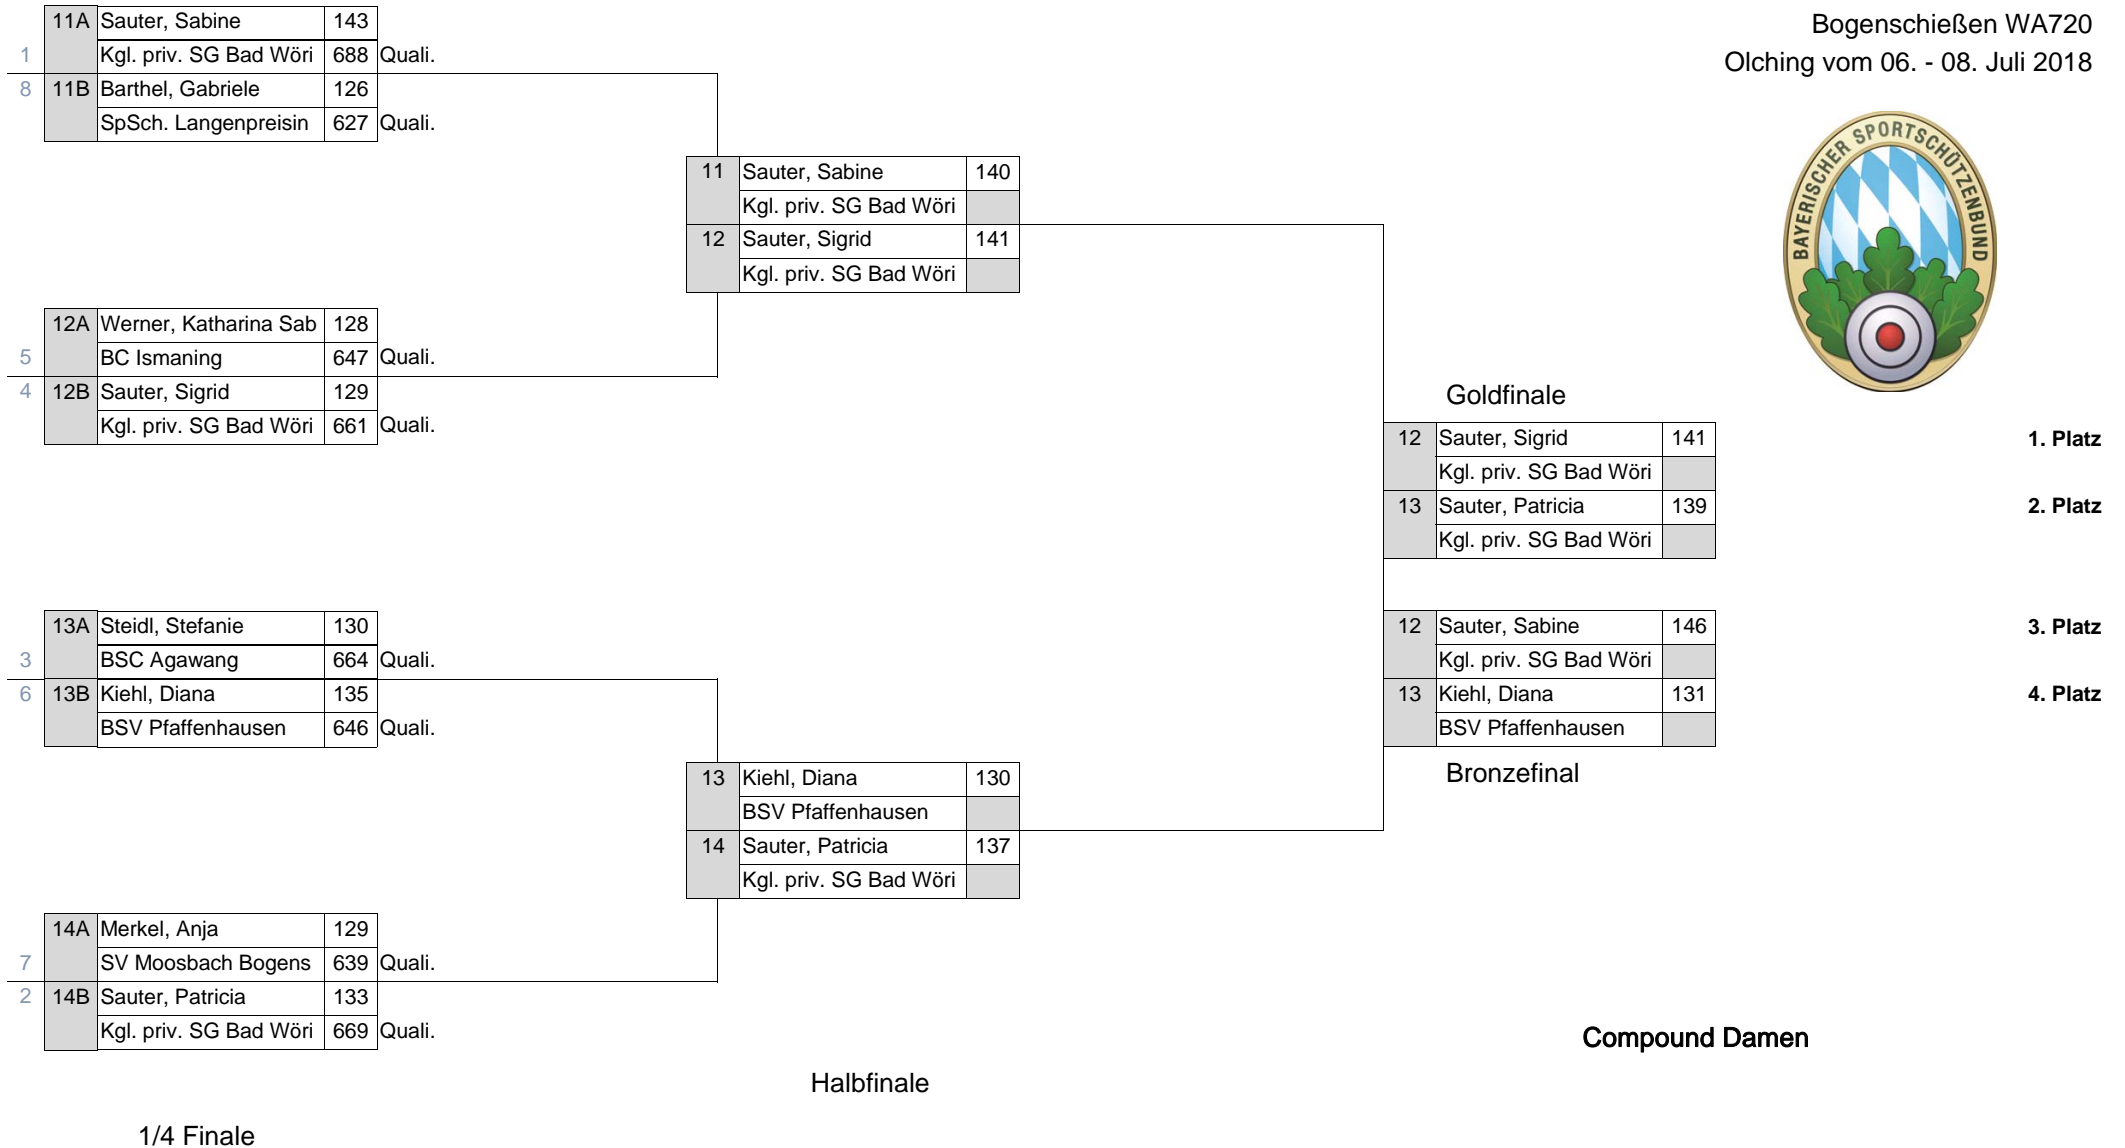 Bogenschießen WA720
Olching vom 06. - 08. Juli 2018
BAYERISCHER SPORTSCHÜTZENBUND
11A Sauter, Sabine 143
1 Kgl. priv. SG Bad Wöri 688 Quali.
8 11B Barthel, Gabriele 126
SpSch. Langenpreisin 627 Quali.
12A Werner, Katharina Sab 128
5 BC Ismaning 647 Quali.
4 12B Sauter, Sigrid 129
Kgl. priv. SG Bad Wöri 661 Quali.
13A Steidl, Stefanie 130
3 BSC Agawang 664 Quali.
6 13B Kiehl, Diana 135
BSV Pfaffenhausen 646 Quali.
14A Merkel, Anja 129
7 SV Moosbach Bogens 639 Quali.
2 14B Sauter, Patricia 133
Kgl. priv. SG Bad Wöri 669 Quali.
1/4 Finale
11 Sauter, Sabine 140
Kgl. priv. SG Bad Wöri
12 Sauter, Sigrid 141
Kgl. priv. SG Bad Wöri
13 Kiehl, Diana 130
BSV Pfaffenhausen
14 Sauter, Patricia 137
Kgl. priv. SG Bad Wöri
Halbfinale
Goldfinale
12 Sauter, Sigrid 141 1. Platz
Kgl. priv. SG Bad Wöri
13 Sauter, Patricia 139 2. Platz
Kgl. priv. SG Bad Wöri
12 Sauter, Sabine 146 3. Platz
Kgl. priv. SG Bad Wöri
13 Kiehl, Diana 131 4. Platz
BSV Pfaffenhausen
Bronzefinal
Compound Damen